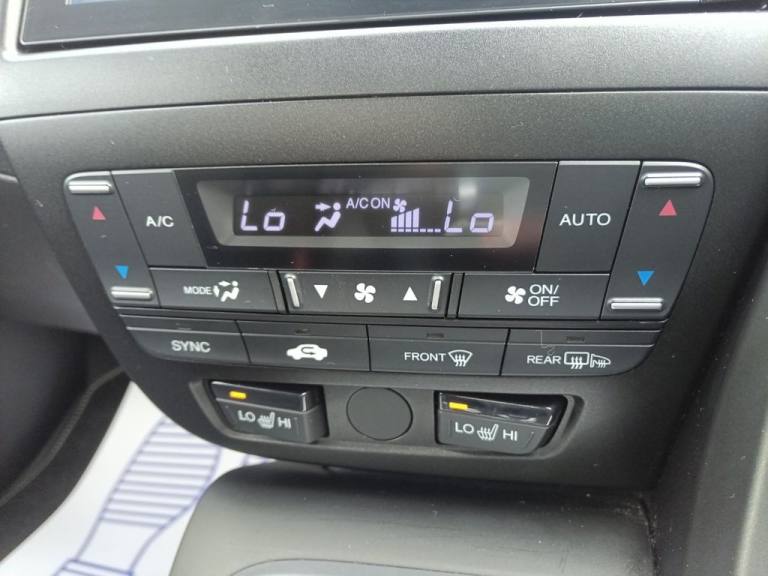 A/C
Lo A/C ON Lo
AUTO
MODE
ON/
OFF
SYNC
FRONT
REAR
LO HI
LO HI